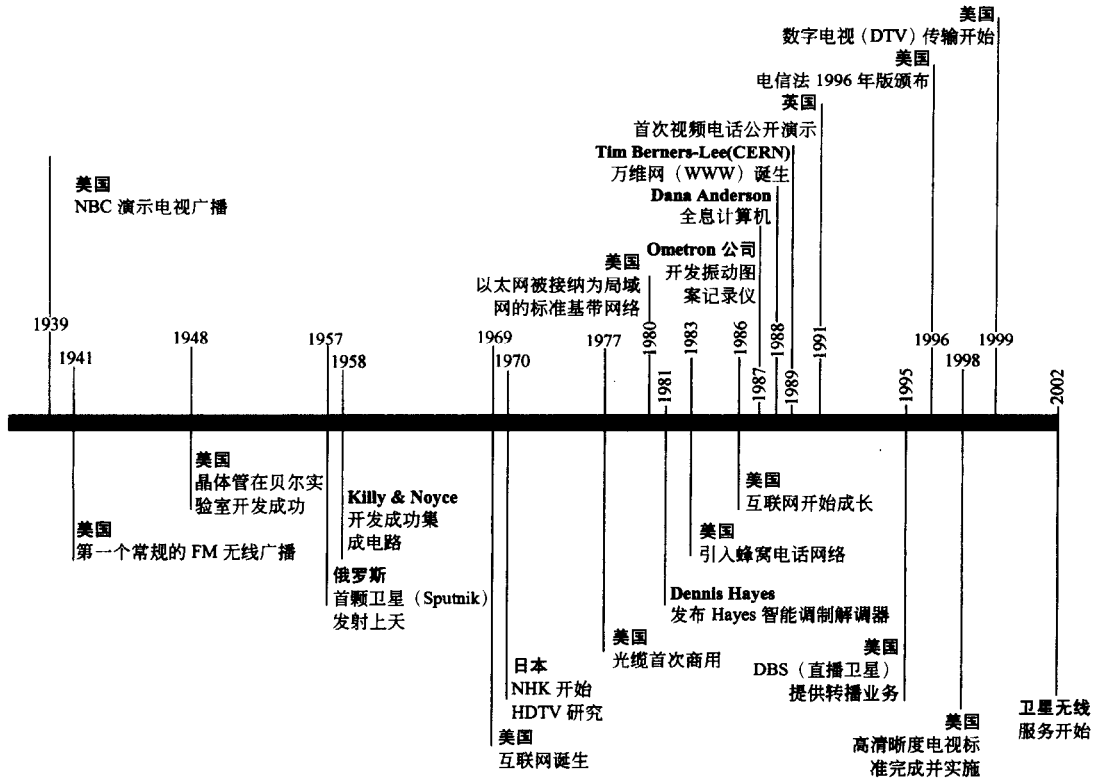 美国
数字电视（DTV）传输开始
美国
电信法 1996 年版颁布
英国
首次视频电话公开演示
Tim Berners-Lee(CERN)
万维网（WWW）诞生
Dana Anderson
全息计算机
Ometron 公司
开发振动图
案记录仪
美国
以太网被接纳为局域
网的标准基带网络
美国
NBC 演示电视广播
1939
1941
1948
1957
1958
1969
1970
1977
1980
1981
1983
1986
1987
1988
1989
1991
1995
1996
1998
1999
2002
美国
第一个常规的 FM 无线广播
美国
晶体管在贝尔实
验室开发成功
俄罗斯
首颗卫星（Sputnik）
发射上天
Killy & Noyce
开发成功集
成电路
美国
互联网诞生
日本
NHK 开始
HDTV 研究
美国
光缆首次商用
Dennis Hayes
发布 Hayes 智能调制解调器
美国
引入蜂窝电话网络
美国
互联网开始成长
美国
DBS（直播卫星）
提供转播业务
美国
高清晰度电视标
准完成并实施
卫星无线
服务开始